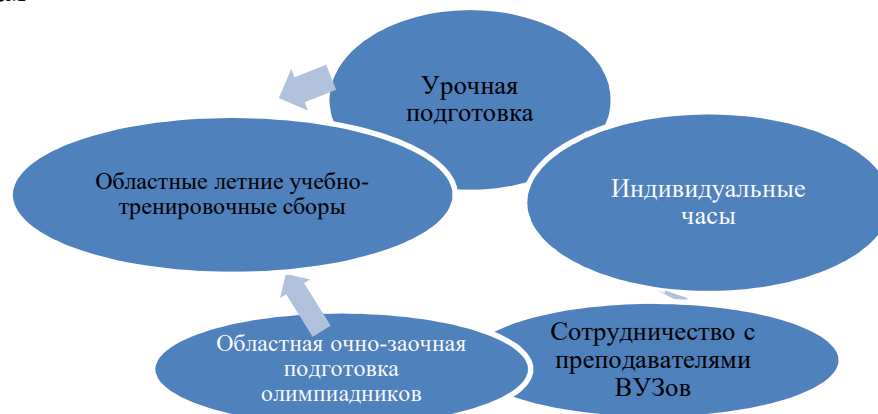 Урочная
подготовка
Областные летние учебно-
тренировочные сборы
Индивидуальные
часы
Областная очно-заочная
подготовка
олимпиадников
Сотрудничество с
преподавателями
ВУЗов